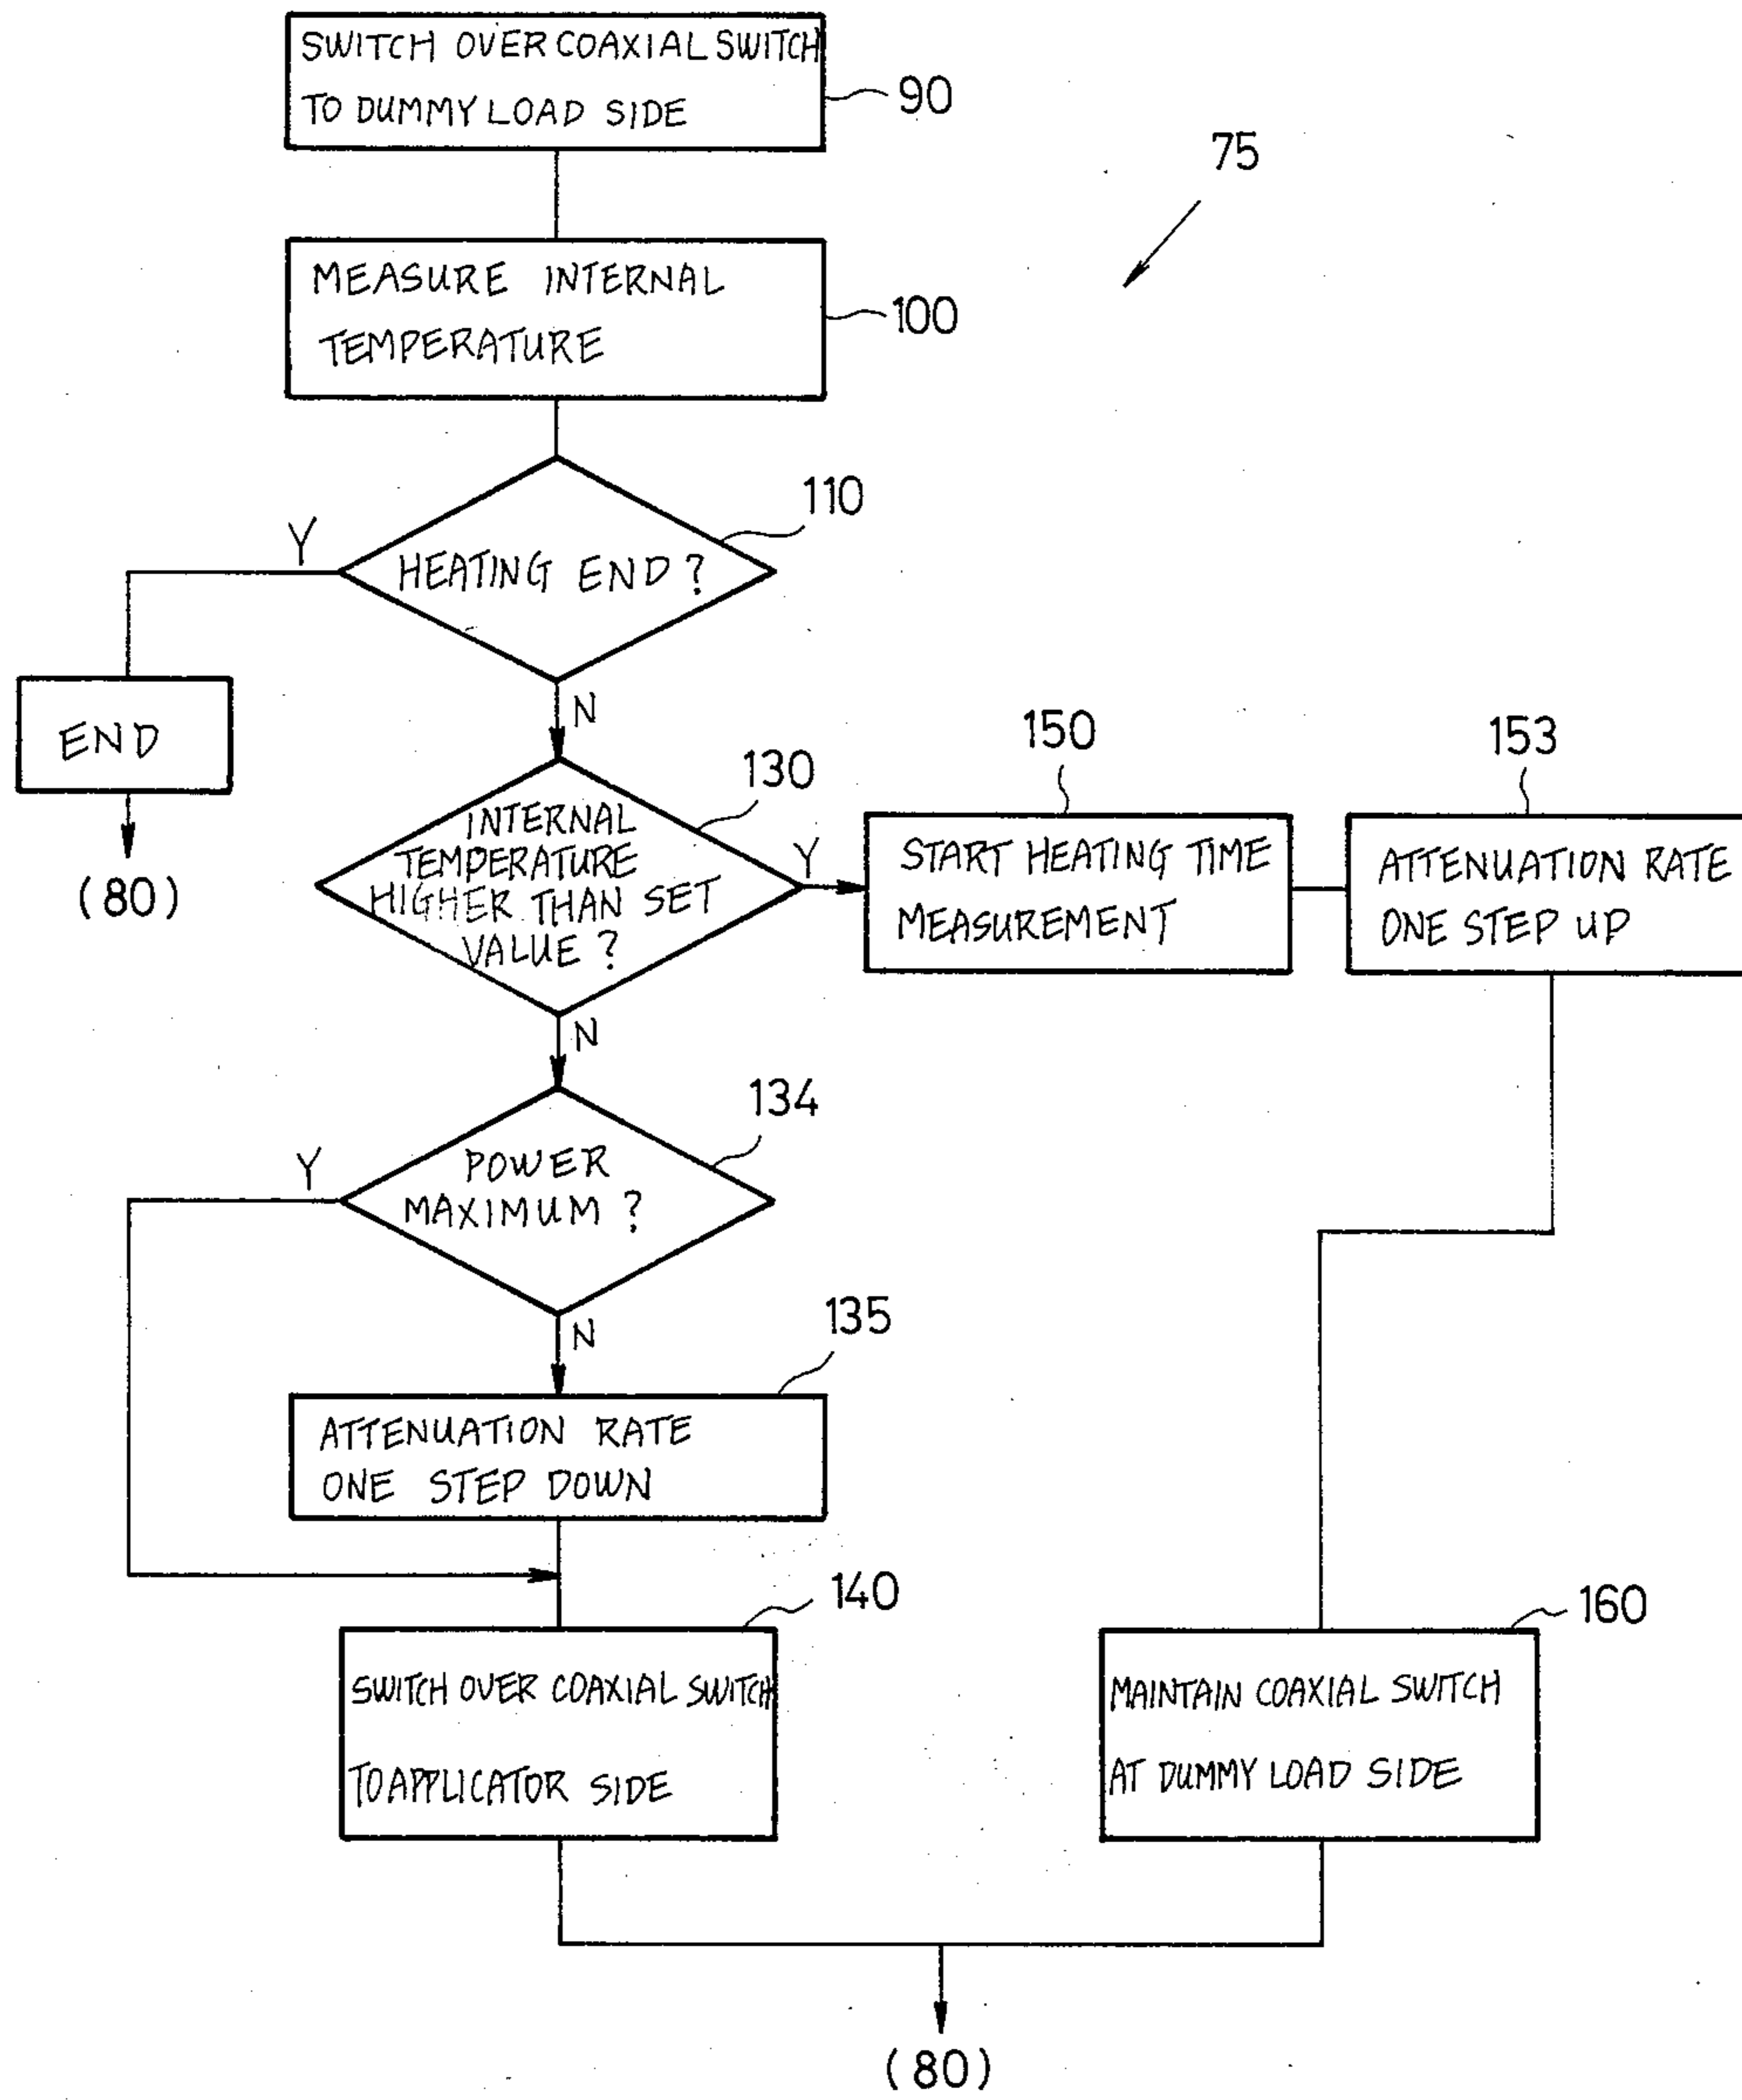 SWITCH OVER COAXIAL SWITCH
TO DUMMY LOAD SIDE
90
75
MEASURE INTERNAL
TEMPERATURE
100
110
Y
HEATING END ?
N
END
(80)
130
INTERNAL
TEMPERATURE
HIGHER THAN SET
VALUE ?
Y
N
150
START HEATING TIME
MEASUREMENT
153
ATTENUATION RATE
ONE STEP UP
134
Y
POWER
MAXIMUM ?
N
135
ATTENUATION RATE
ONE STEP DOWN
140
SWITCH OVER COAXIAL SWITCH
TO APPLICATOR SIDE
160
MAINTAIN COAXIAL SWITCH
AT DUMMY LOAD SIDE
(80)